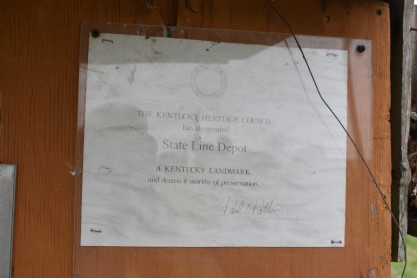 THE KENTUCKY HERITAGE COUNCIL
has designated
State Line Depot
A KENTUCKY LANDMARK
and deems it worthy of preservation